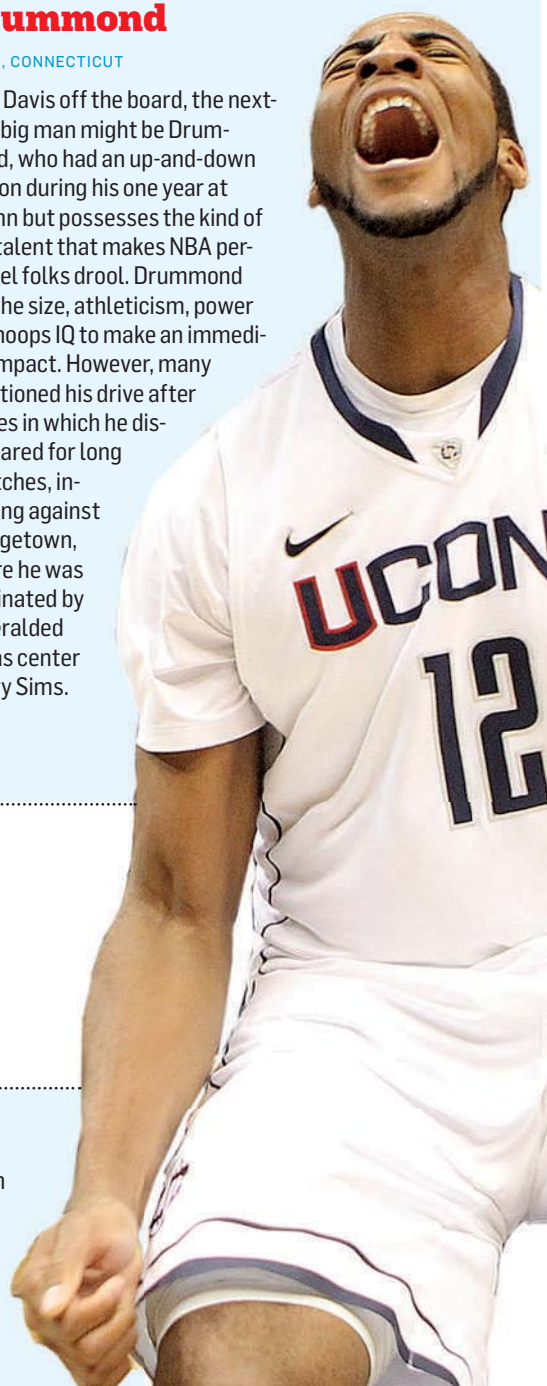 ummond
, CONNECTICUT
Davis off the board, the next-
big man might be Drum-
d, who had an up-and-down
on during his one year at
nn but possesses the kind of
talent that makes NBA per-
el folks drool. Drummond
he size, athleticism, power
hoops IQ to make an immedi-
mpact. However, many
tioned his drive after
es in which he dis-
ared for long
tches, in-
ng against
getown,
re he was
inated by
eralded
as center
y Sims.
UCON
12
n